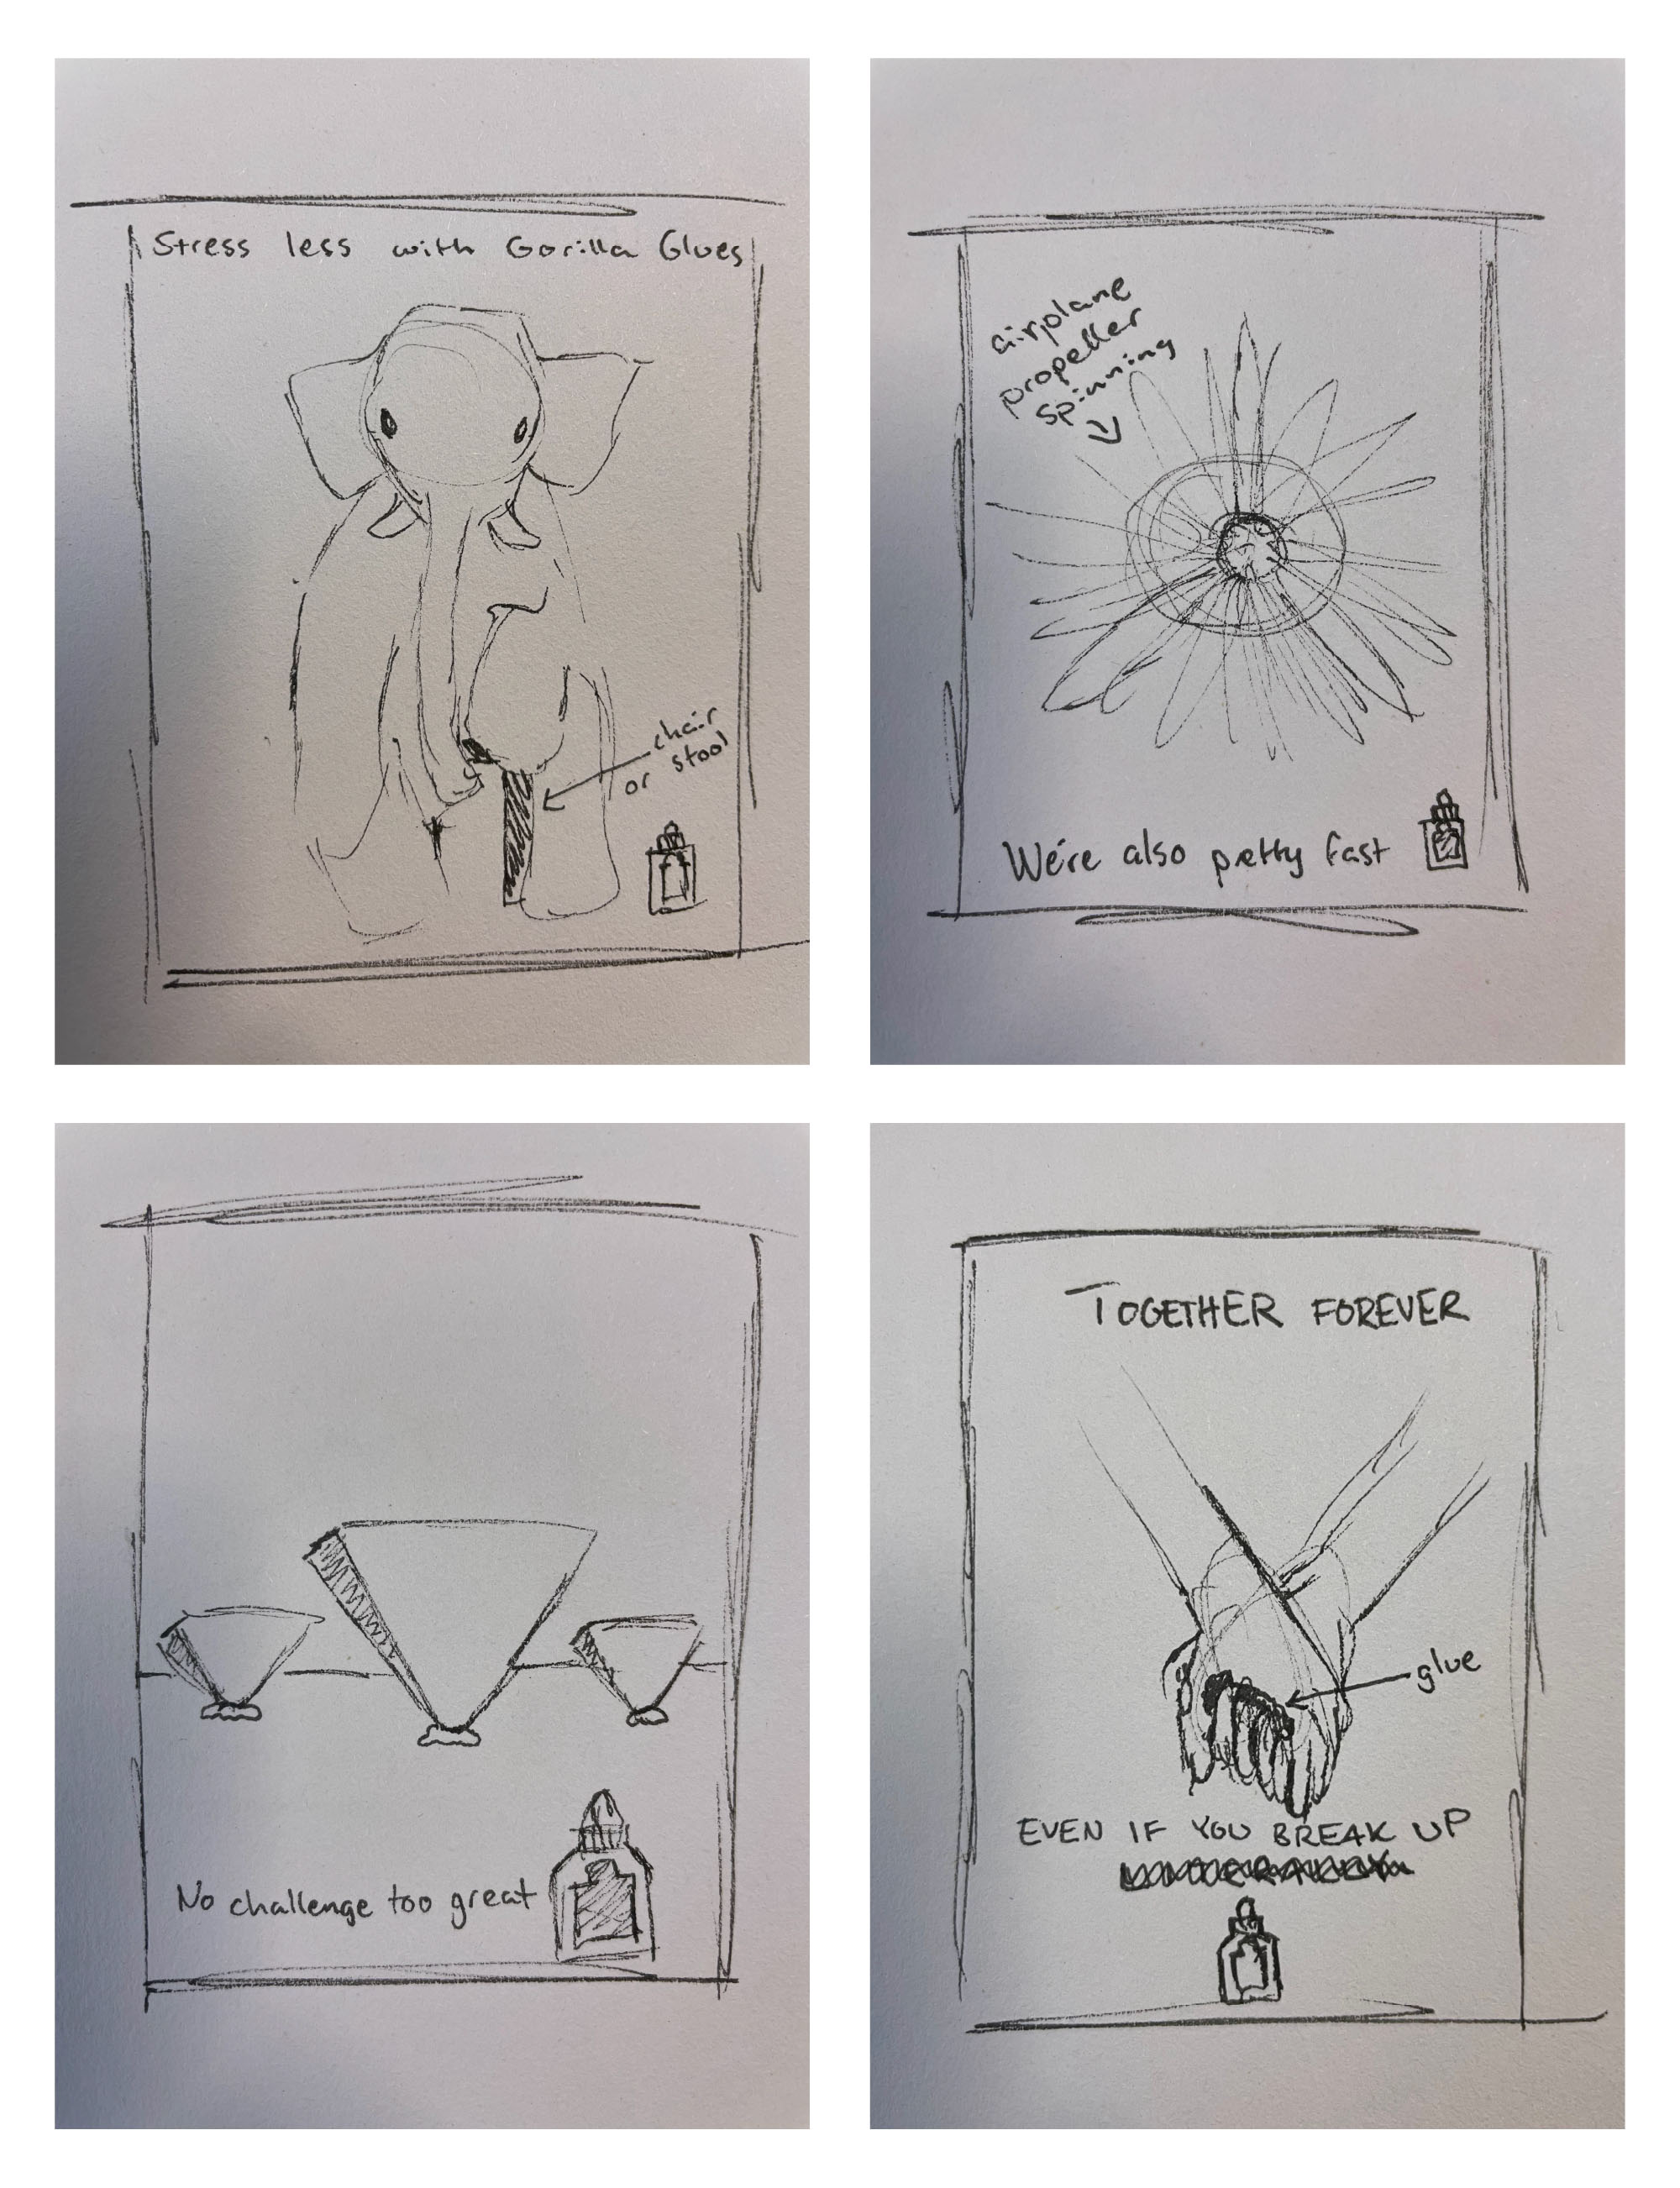 Stress less with Gorilla Glues
chair
or stool
airplane
propeller
spinning
We're also pretty fast
No challenge too great
TOGETHER FOREVER
glue
EVEN IF YOU BREAK UP